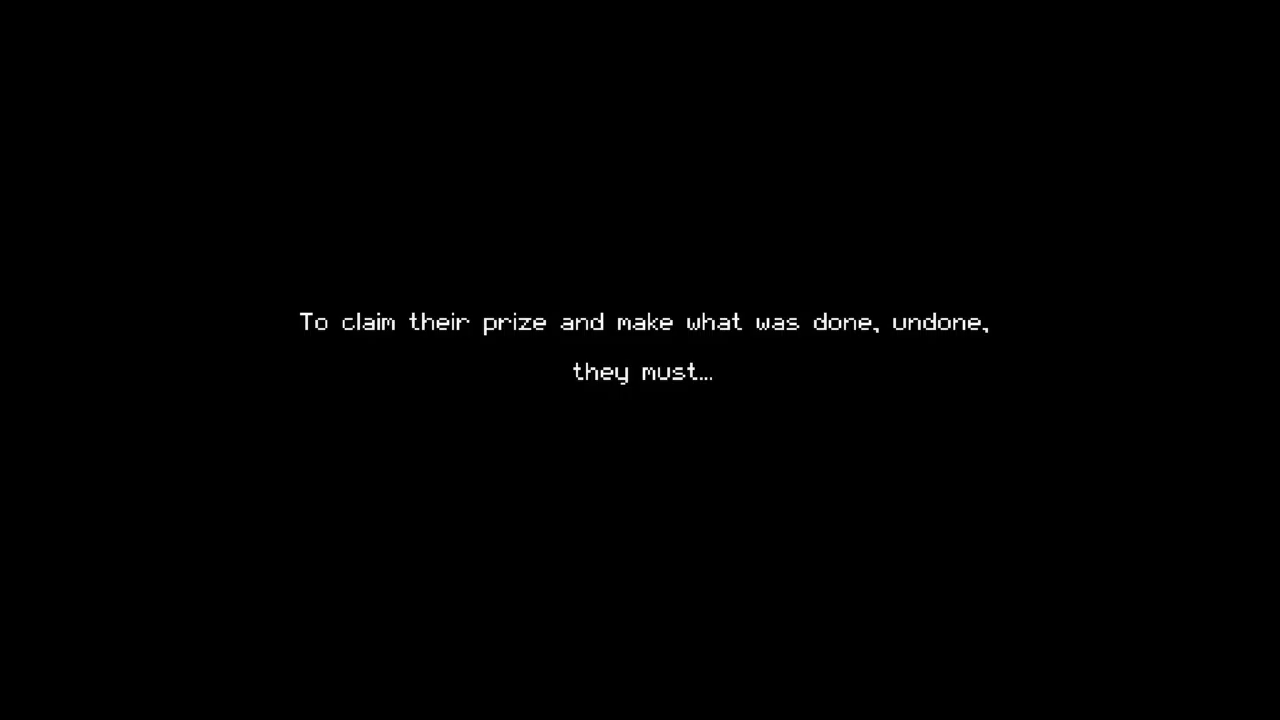 To claim their prize and make what was done, undone,
they must...